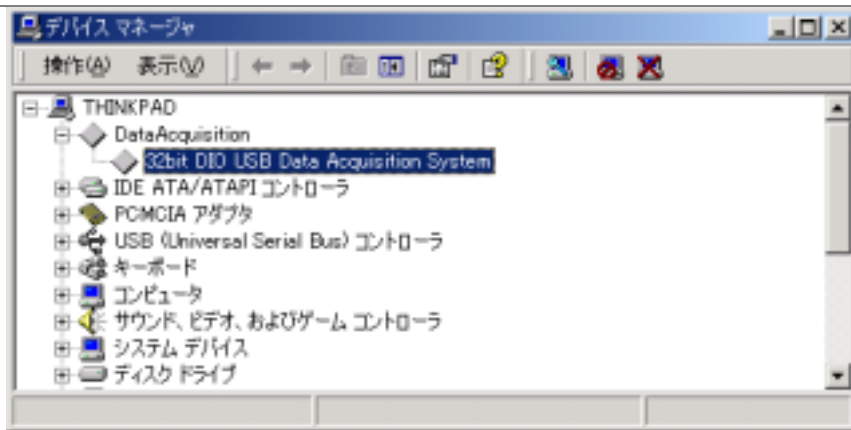 デバイス マネージャ
操作(A) 表示(V)
THINKPAD
DataAcquisition
32bit DIO USB Data Acquisition System
IDE ATA/ATAPI コントローラ
PCMCIA アダプタ
USB (Universal Serial Bus) コントローラ
キーボード
コンピュータ
サウンド、ビデオ、およびゲーム コントローラ
システム デバイス
ディスク ドライブ